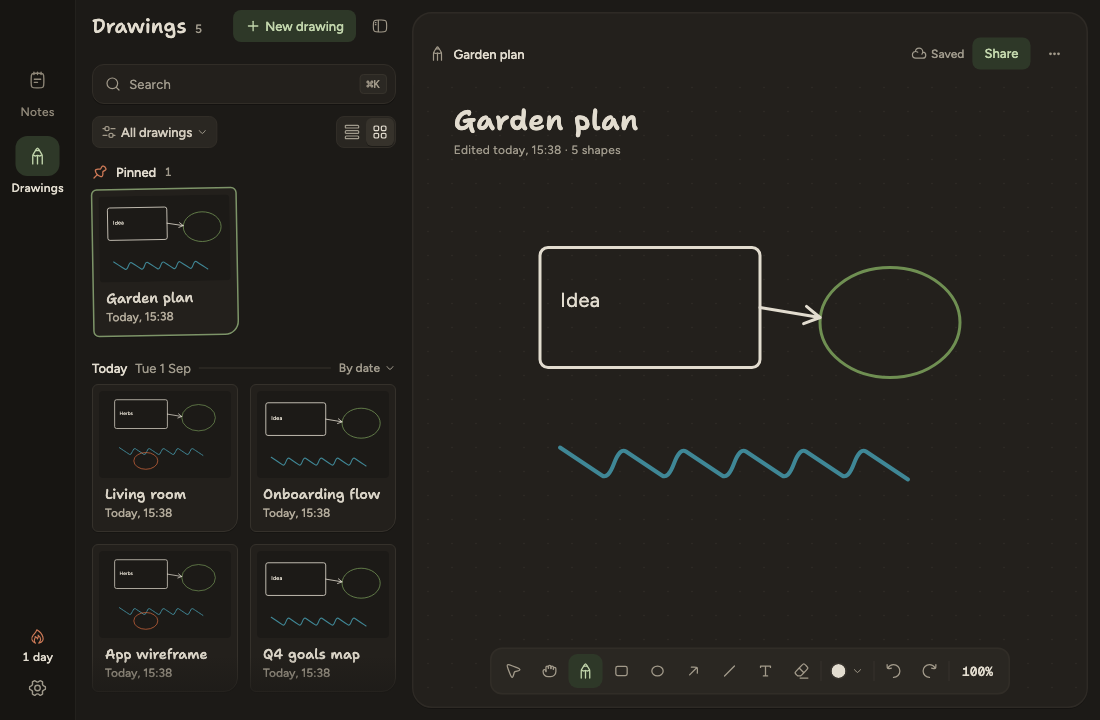 Drawings 5
New drawing
Search ⌘K
All drawings
Notes
Drawings
Pinned 1
Idea
Garden plan
Today, 15:38
Today Tue 1 Sep By date
Herbs
Living room
Today, 15:38
Idea
Onboarding flow
Today, 15:38
Herbs
App wireframe
Today, 15:38
Idea
Q4 goals map
Today, 15:38
1 day
Garden plan
Saved
Share
Garden plan
Edited today, 15:38 · 5 shapes
Idea
100%